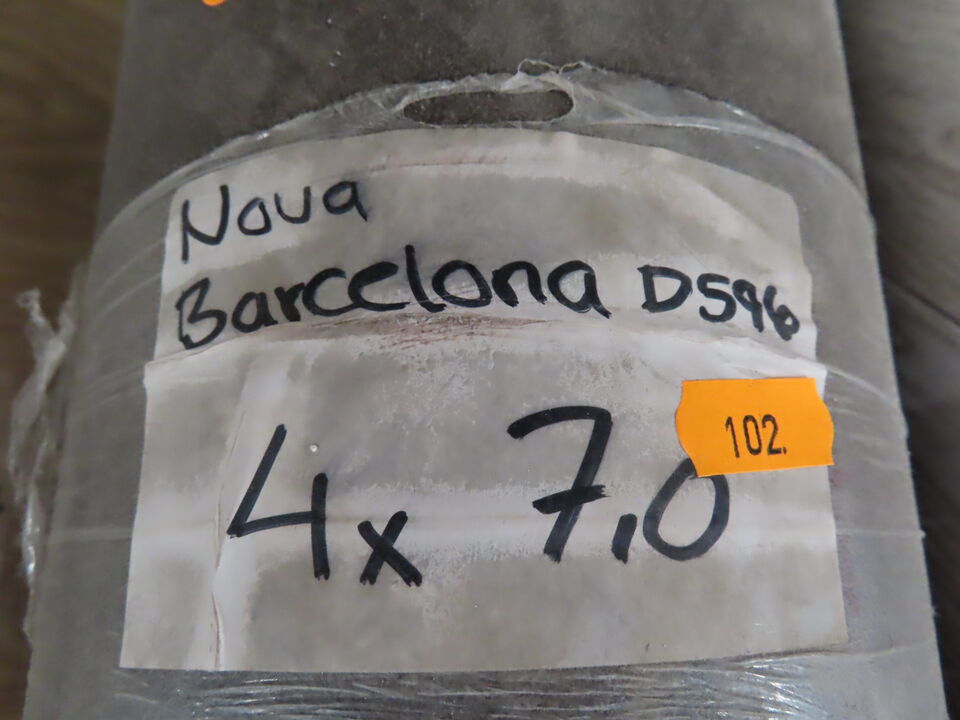 Nova
Barcelona D596
102.
4x 7,0